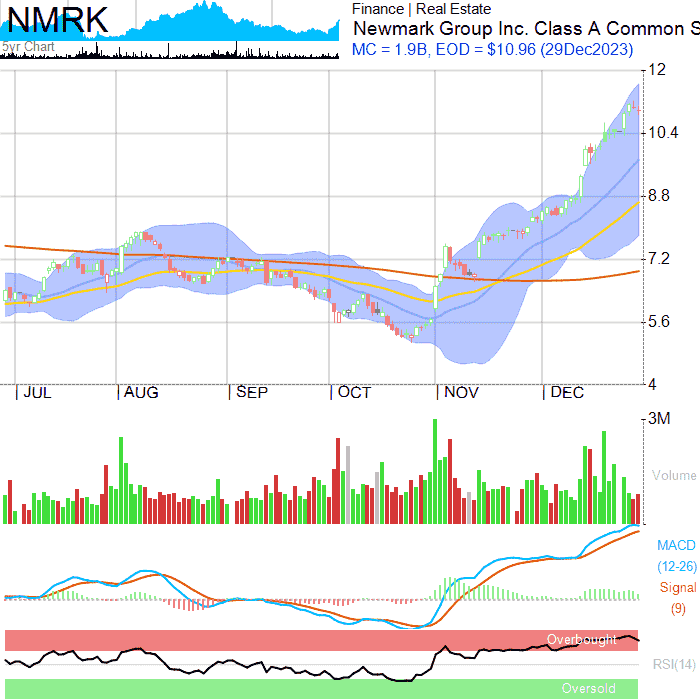 NMRK
5yr Chart
Finance | Real Estate
Newmark Group Inc. Class A Common S
MC = 1.9B, EOD = $10.96 (29Dec2023)
12
10.4
8.8
7.2
5.6
4
JUL AUG SEP OCT NOV DEC
3M
Volume
MACD
(12-26)
Signal
(9)
Overbought
RSI(14)
Oversold